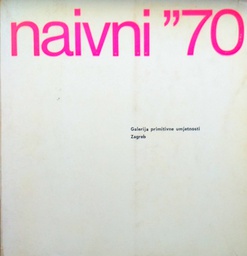 naivni ”70
Galerija primitivne umjetnosti
Zagreb